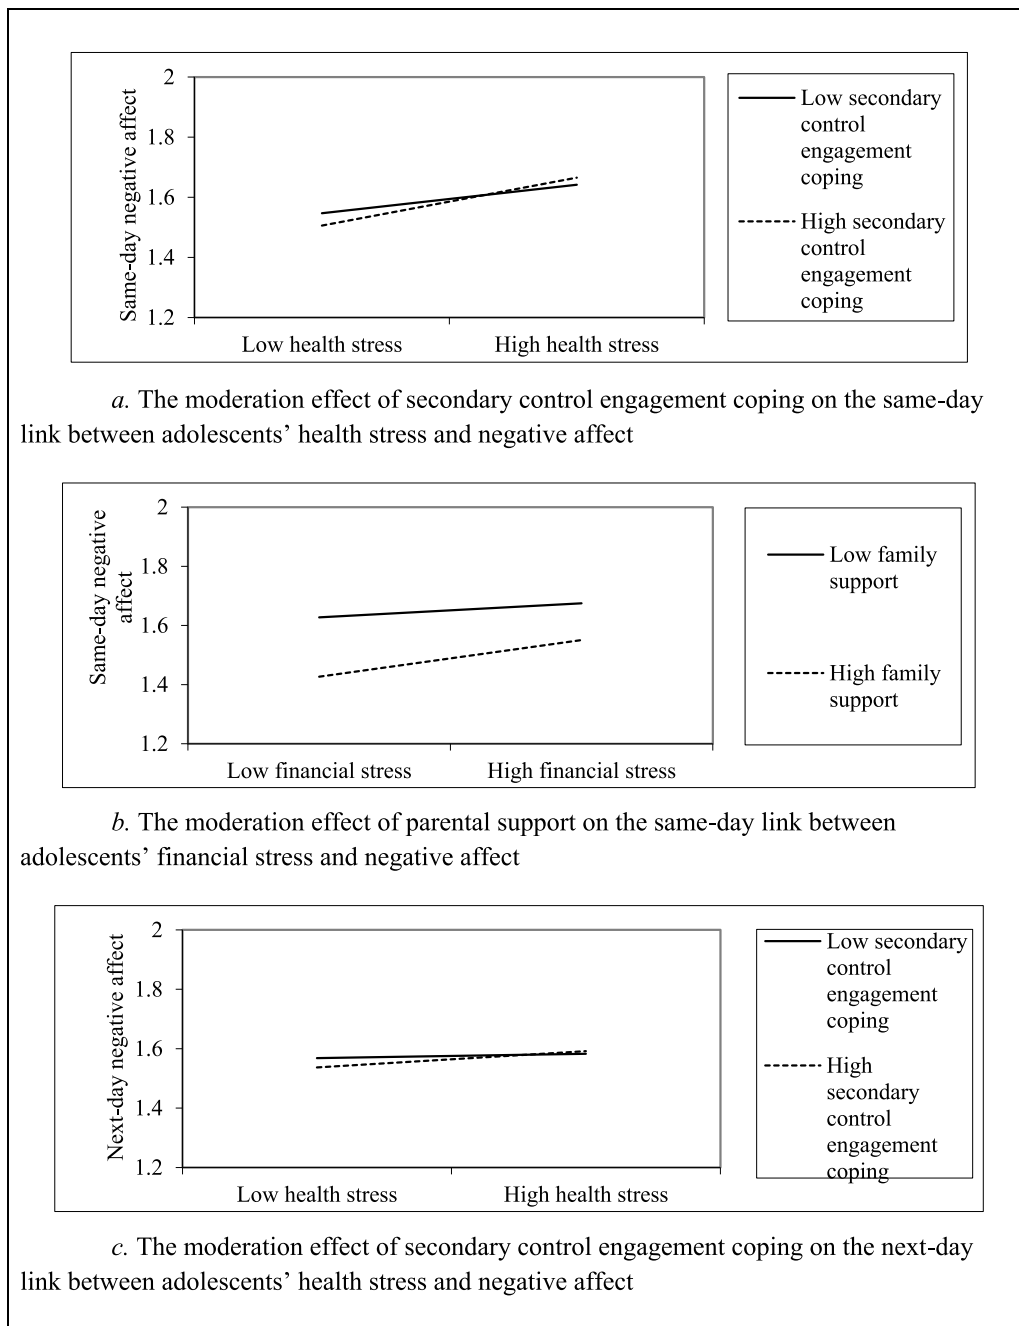 2
1.8
1.6
1.4
1.2
Same-day negative affect
Low health stress
High health stress
Low secondary
control
engagement
coping
High secondary
control
engagement
coping
a. The moderation effect of secondary control engagement coping on the same-day
link between adolescents’ health stress and negative affect
2
1.8
1.6
1.4
1.2
Same-day negative
affect
Low financial stress
High financial stress
Low family
support
High family
support
b. The moderation effect of parental support on the same-day link between
adolescents’ financial stress and negative affect
2
1.8
1.6
1.4
1.2
Next-day negative affect
Low health stress
High health stress
Low secondary
control
engagement
coping
High
secondary
control
engagement
coping
c. The moderation effect of secondary control engagement coping on the next-day
link between adolescents’ health stress and negative affect